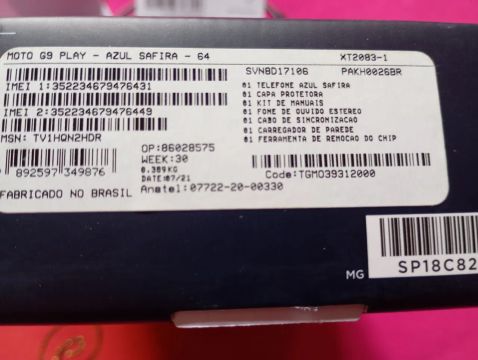 MOTO G9 PLAY - AZUL SAFIRA - 64
XT2083-1
SVN8D17106
PAKH0026BR
IMEI 1:352234679476431
IMEI 2:352234679476449
MSN: TV1HQN2HDR
01 TELEFONE AZUL SAFIRA
01 CAPA PROTETORA
01 KIT DE MANUAIS
01 FONE DE OUVIDO ESTEREO
01 CABO DE SINCRONIZACAO
01 CARREGADOR DE PAREDE
01 FERRAMENTA DE REMOCAO DO CHIP
OP:86028575
WEEK:30
0.389KG
DATE:07/21
892597 349876
Code:TGMO39312000
FABRICADO NO BRASIL
Anatel:07722-20-00330
MG
SP18C82